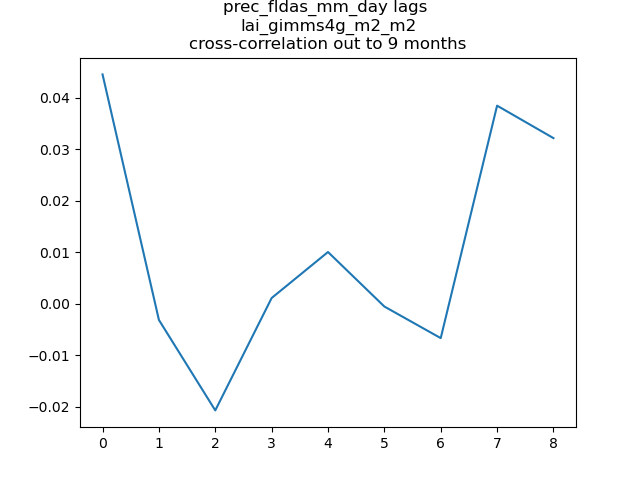 prec_fldas_mm_day lags
lai_gimms4g_m2_m2
cross-correlation out to 9 months
0.04
0.03
0.02
0.01
0.00
−0.01
−0.02
0 1 2 3 4 5 6 7 8